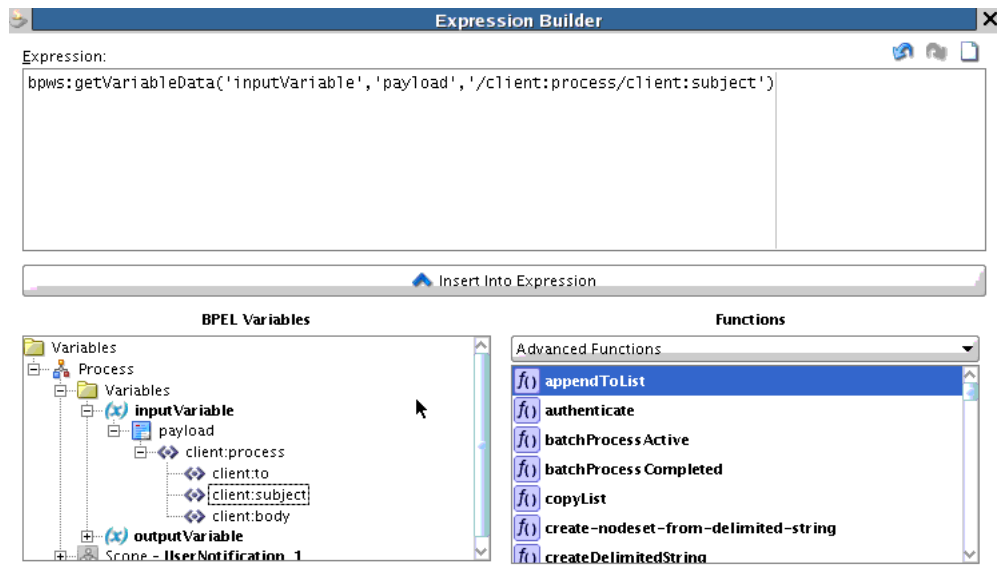 Expression Builder
Expression:
bpws:getVariableData('inputVariable','payload','/client:process/client:subject')
Insert Into Expression
BPEL Variables
Functions
Variables
Process
Variables
(x) inputVariable
payload
client:process
client:to
client:subject
client:body
(x) outputVariable
Scope - UserNotification_1
Advanced Functions
f() appendToList
f() authenticate
f() batchProcessActive
f() batchProcessCompleted
f() copyList
f() create-nodeset-from-delimited-string
f() createDelimitedString